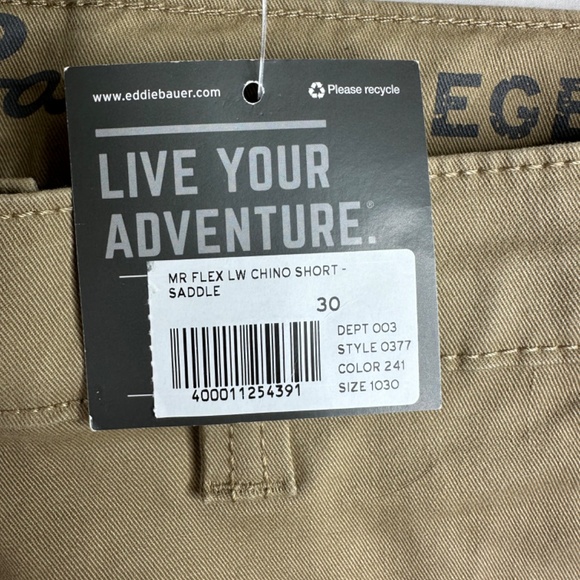 www.eddiebauer.com
Please recycle
EGE
LIVE YOUR
ADVENTURE.®
MR FLEX LW CHINO SHORT -
SADDLE
30
DEPT 003
STYLE 0377
COLOR 241
SIZE 1030
400011254391